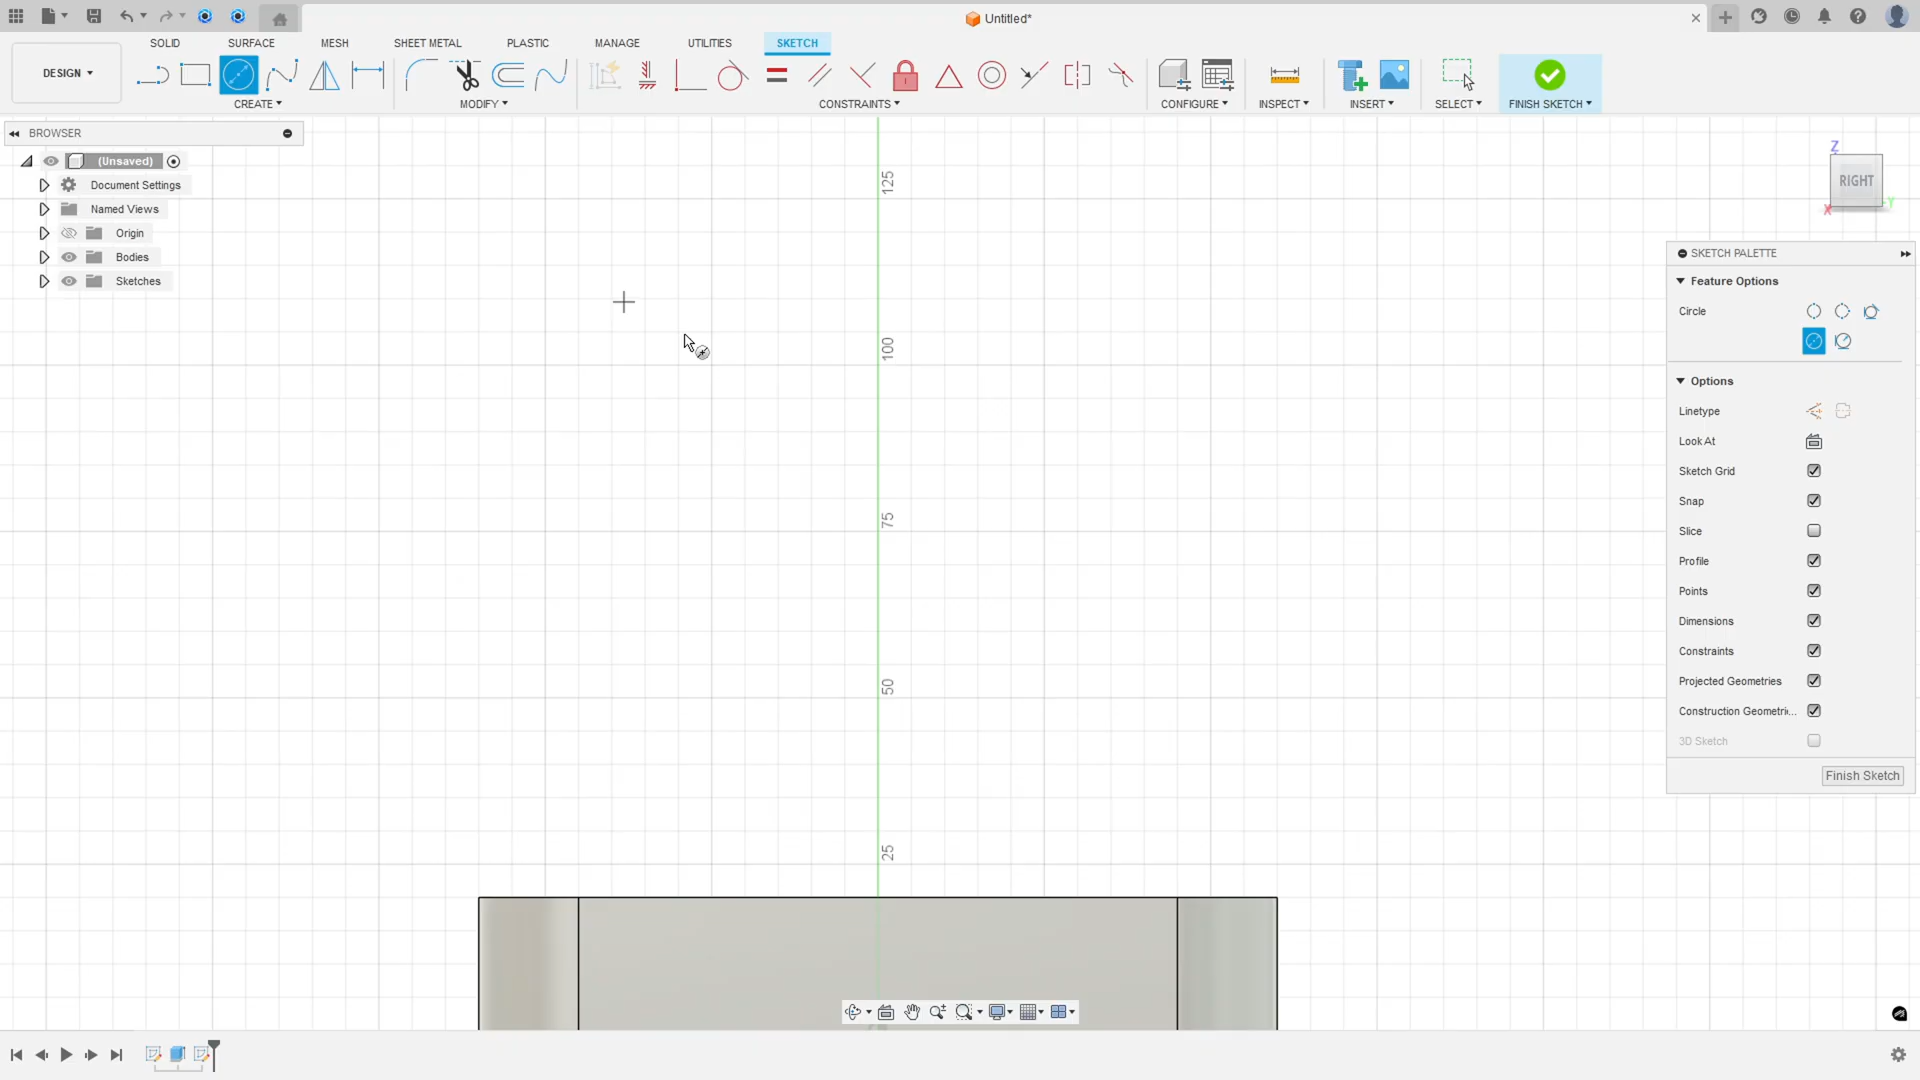 Untitled*
SOLID SURFACE MESH SHEET METAL PLASTIC MANAGE UTILITIES SKETCH
DESIGN
CREATE MODIFY CONSTRAINTS CONFIGURE INSPECT INSERT SELECT FINISH SKETCH
BROWSER
(Unsaved)
Document Settings
Named Views
Origin
Bodies
Sketches
125
100
75
50
25
Z
RIGHT
X
Y
SKETCH PALETTE
Feature Options
Circle
Options
Linetype
Look At
Sketch Grid
Snap
Slice
Profile
Points
Dimensions
Constraints
Projected Geometries
Construction Geometri...
3D Sketch
Finish Sketch